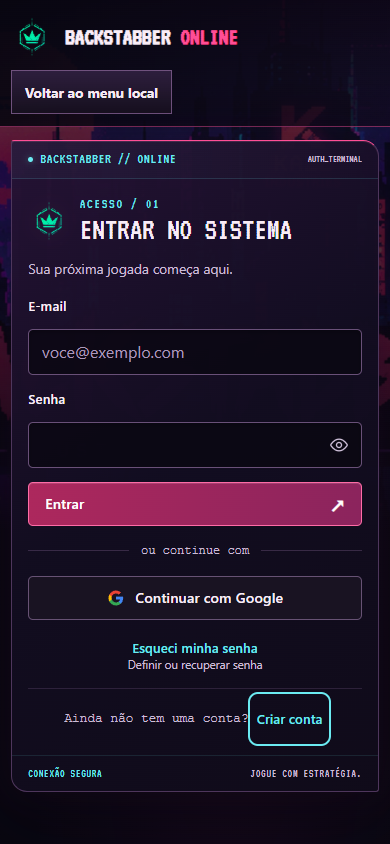 BACKSTABBER ONLINE
Voltar ao menu local
BACKSTABBER // ONLINE
AUTH_TERMINAL
ACESSO / 01
ENTRAR NO SISTEMA
Sua próxima jogada começa aqui.
E-mail
voce@exemplo.com
Senha
Entrar ↗
ou continue com
Continuar com Google
Esqueci minha senha
Definir ou recuperar senha
Ainda não tem uma conta? Criar conta
CONEXÃO SEGURA
JOGUE COM ESTRATÉGIA.